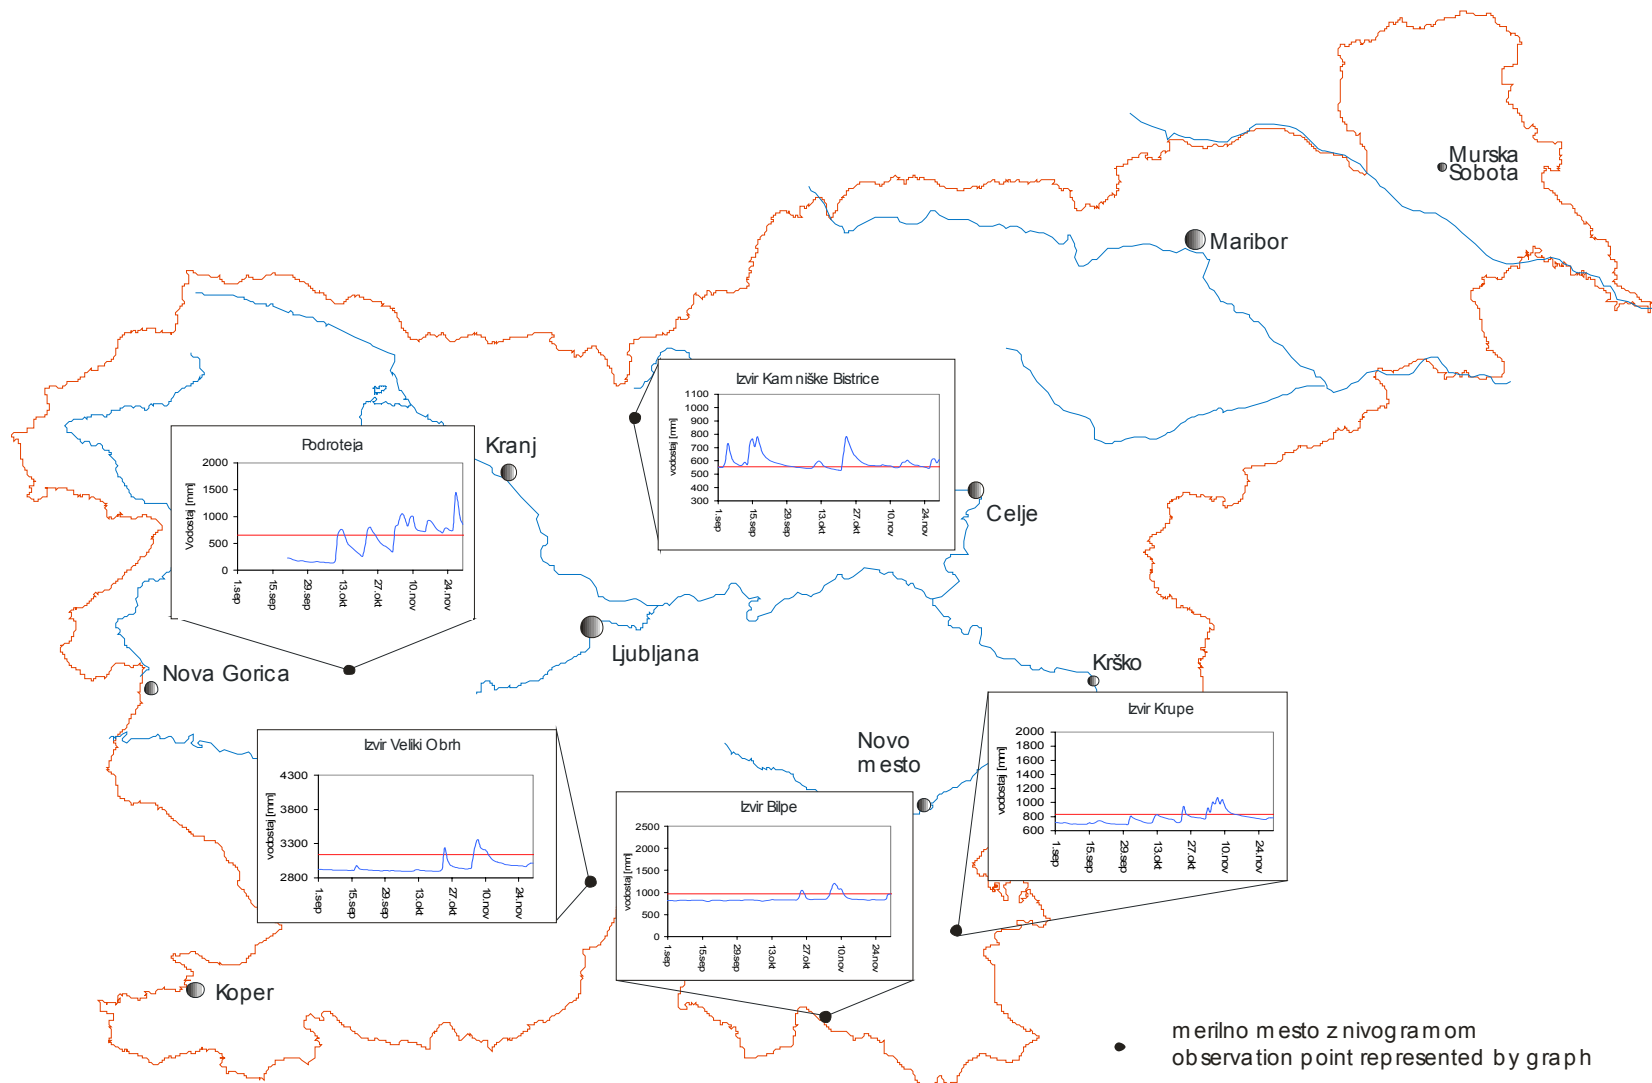 Murska
Sobota
Maribor
Izvir Kamniške Bistrice
vodostaj [mm]
1100
1000
900
800
700
600
500
400
300
1.sep
15.sep
29.sep
13.okt
27.okt
10.nov
24.nov
Podroteja
Vodostaj [mm]
2000
1500
1000
500
0
1.sep
15.sep
29.sep
13.okt
27.okt
10.nov
24.nov
Kranj
Celje
Ljubljana
Nova Gorica
Krško
Izvir Krupe
vodostaj [mm]
2000
1800
1600
1400
1200
1000
800
600
1.sep
15.sep
29.sep
13.okt
27.okt
10.nov
24.nov
Izvir Veliki Obrh
vodostaj [mm]
4300
3800
3300
2800
1.sep
15.sep
29.sep
13.okt
27.okt
10.nov
24.nov
Novo
mesto
Izvir Bilpe
vodostaj [mm]
2500
2000
1500
1000
500
0
1.sep
15.sep
29.sep
13.okt
27.okt
10.nov
24.nov
Koper
merilno mesto z nivogramom
observation point represented by graph